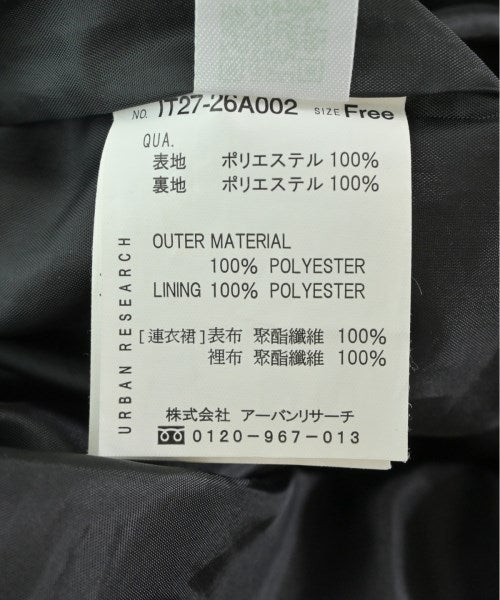 NO. IT27-26A002 SIZE Free
QUA.
表地 ポリエステル 100%
裏地 ポリエステル 100%
OUTER MATERIAL
100% POLYESTER
LINING 100% POLYESTER
[連衣裙]表布 聚酯纖維 100%
裡布 聚酯纖維 100%
URBAN RESEARCH
株式会社 アーバンリサーチ
0120-967-013